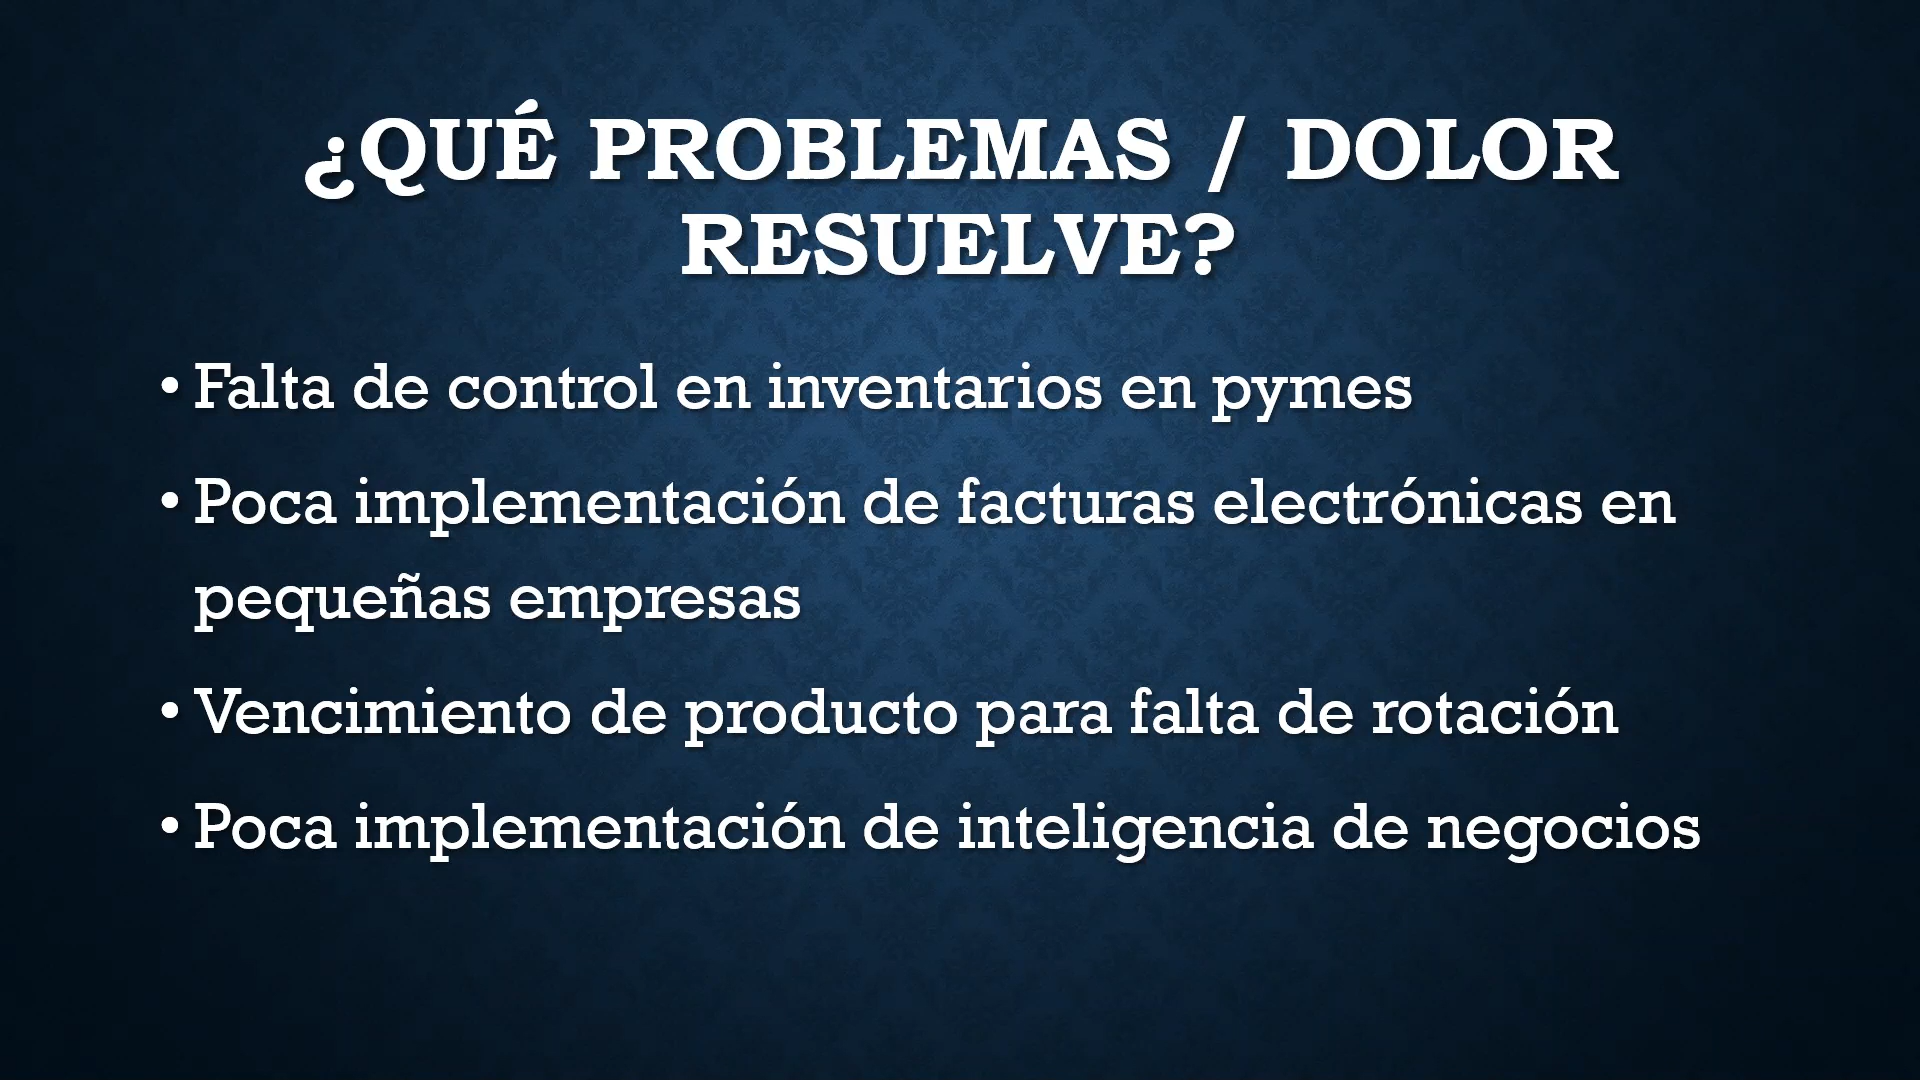 ¿QUÉ PROBLEMAS / DOLOR
RESUELVE?
• Falta de control en inventarios en pymes
• Poca implementación de facturas electrónicas en
pequeñas empresas
• Vencimiento de producto para falta de rotación
• Poca implementación de inteligencia de negocios